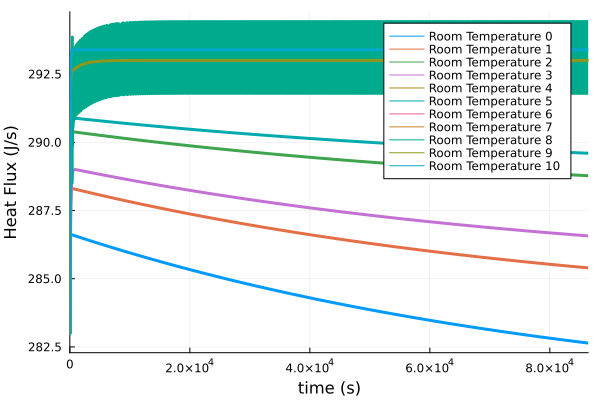 Heat Flux (J/s)
292.5
290.0
287.5
285.0
282.5
Room Temperature 0
Room Temperature 1
Room Temperature 2
Room Temperature 3
Room Temperature 4
Room Temperature 5
Room Temperature 6
Room Temperature 7
Room Temperature 8
Room Temperature 9
Room Temperature 10
0 2.0×10⁴ 4.0×10⁴ 6.0×10⁴ 8.0×10⁴
time (s)